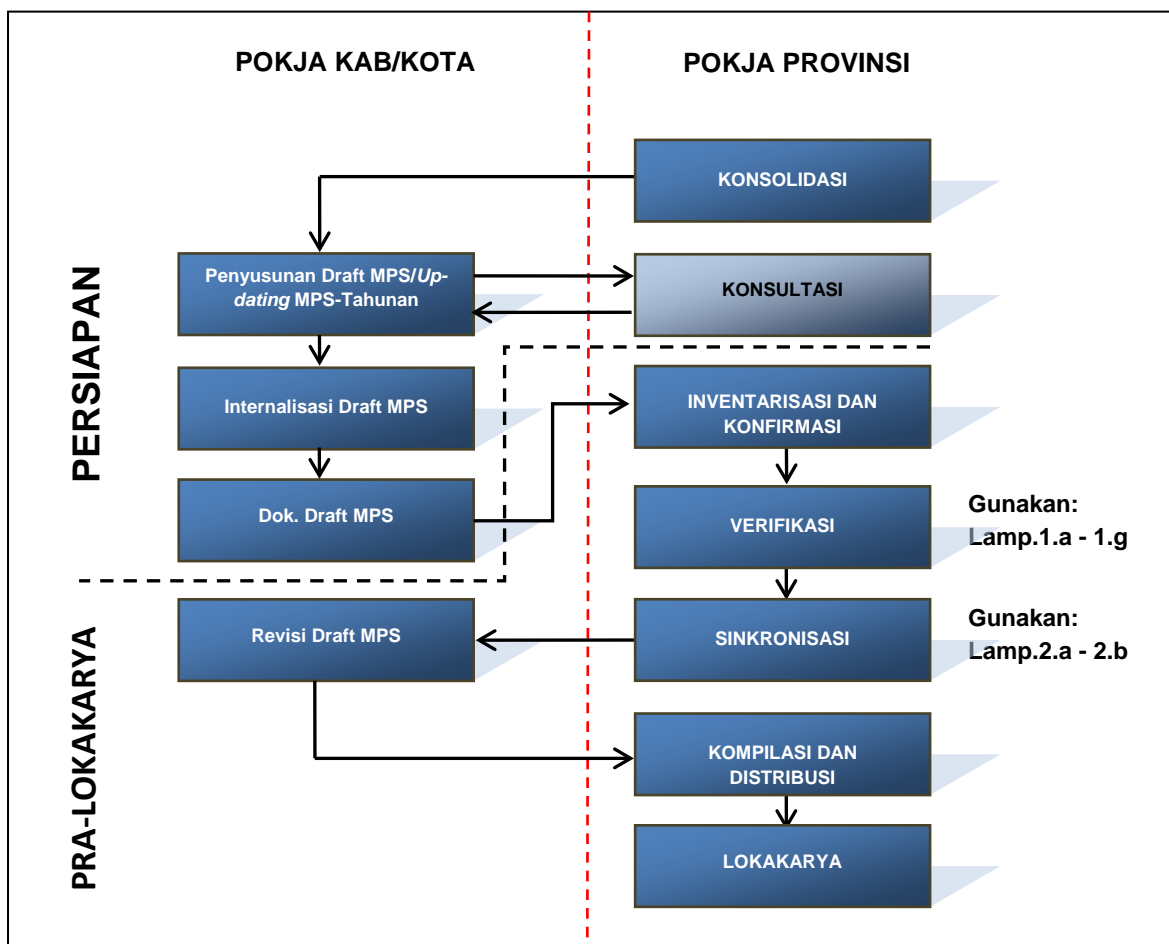 POKJA KAB/KOTA
POKJA PROVINSI
PERSIAPAN
KONSOLIDASI
Penyusunan Draft MPS/Up-
dating MPS-Tahunan
KONSULTASI
Internalisasi Draft MPS
INVENTARISASI DAN
KONFIRMASI
Dok. Draft MPS
VERIFIKASI
Gunakan:
Lamp.1.a - 1.g
PRA-LOKAKARYA
Revisi Draft MPS
SINKRONISASI
Gunakan:
Lamp.2.a - 2.b
KOMPILASI DAN
DISTRIBUSI
LOKAKARYA